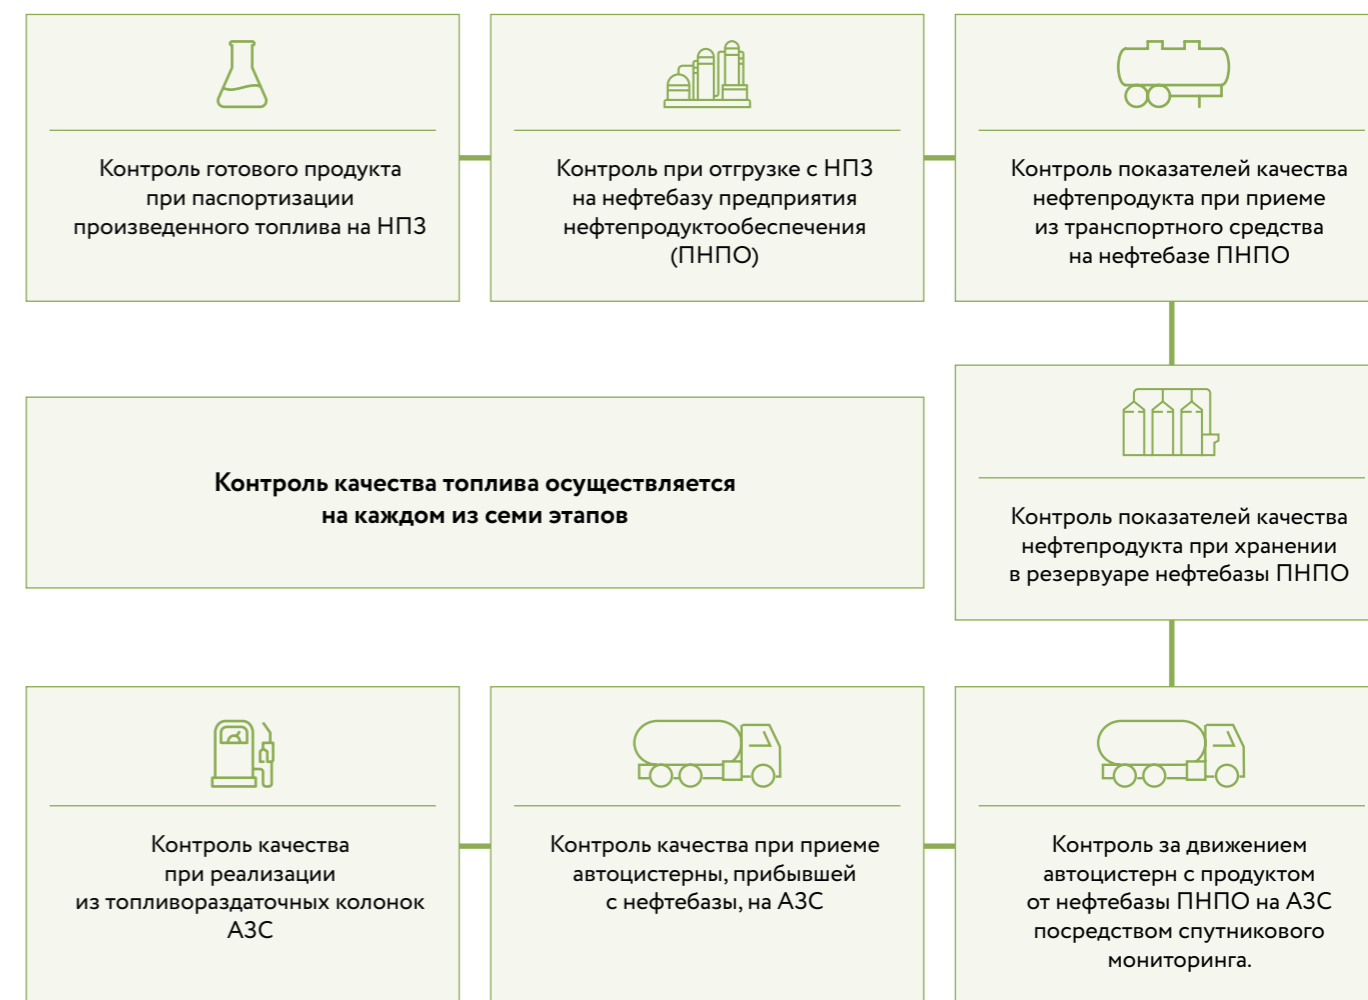 Контроль готового продукта
при паспортизации
произведенного топлива на НПЗ
Контроль при отгрузке с НПЗ
на нефтебазу предприятия
нефтепродуктообеспечения
(ПНПО)
Контроль показателей качества
нефтепродукта при приеме
из транспортного средства
на нефтебазе ПНПО
Контроль качества топлива осуществляется
на каждом из семи этапов
Контроль показателей качества
нефтепродукта при хранении
в резервуаре нефтебазы ПНПО
Контроль качества
при реализации
из топливораздаточных колонок
АЗС
Контроль качества при приеме
автоцистерны, прибывшей
с нефтебазы, на АЗС
Контроль за движением
автоцистерн с продуктом
от нефтебазы ПНПО на АЗС
посредством спутникового
мониторинга.